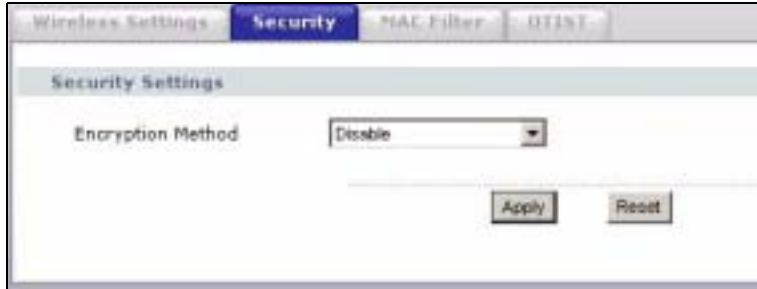 Wireless Settings Security MAC Filter OTIST
Security Settings
Encryption Method Disable
Apply Reset